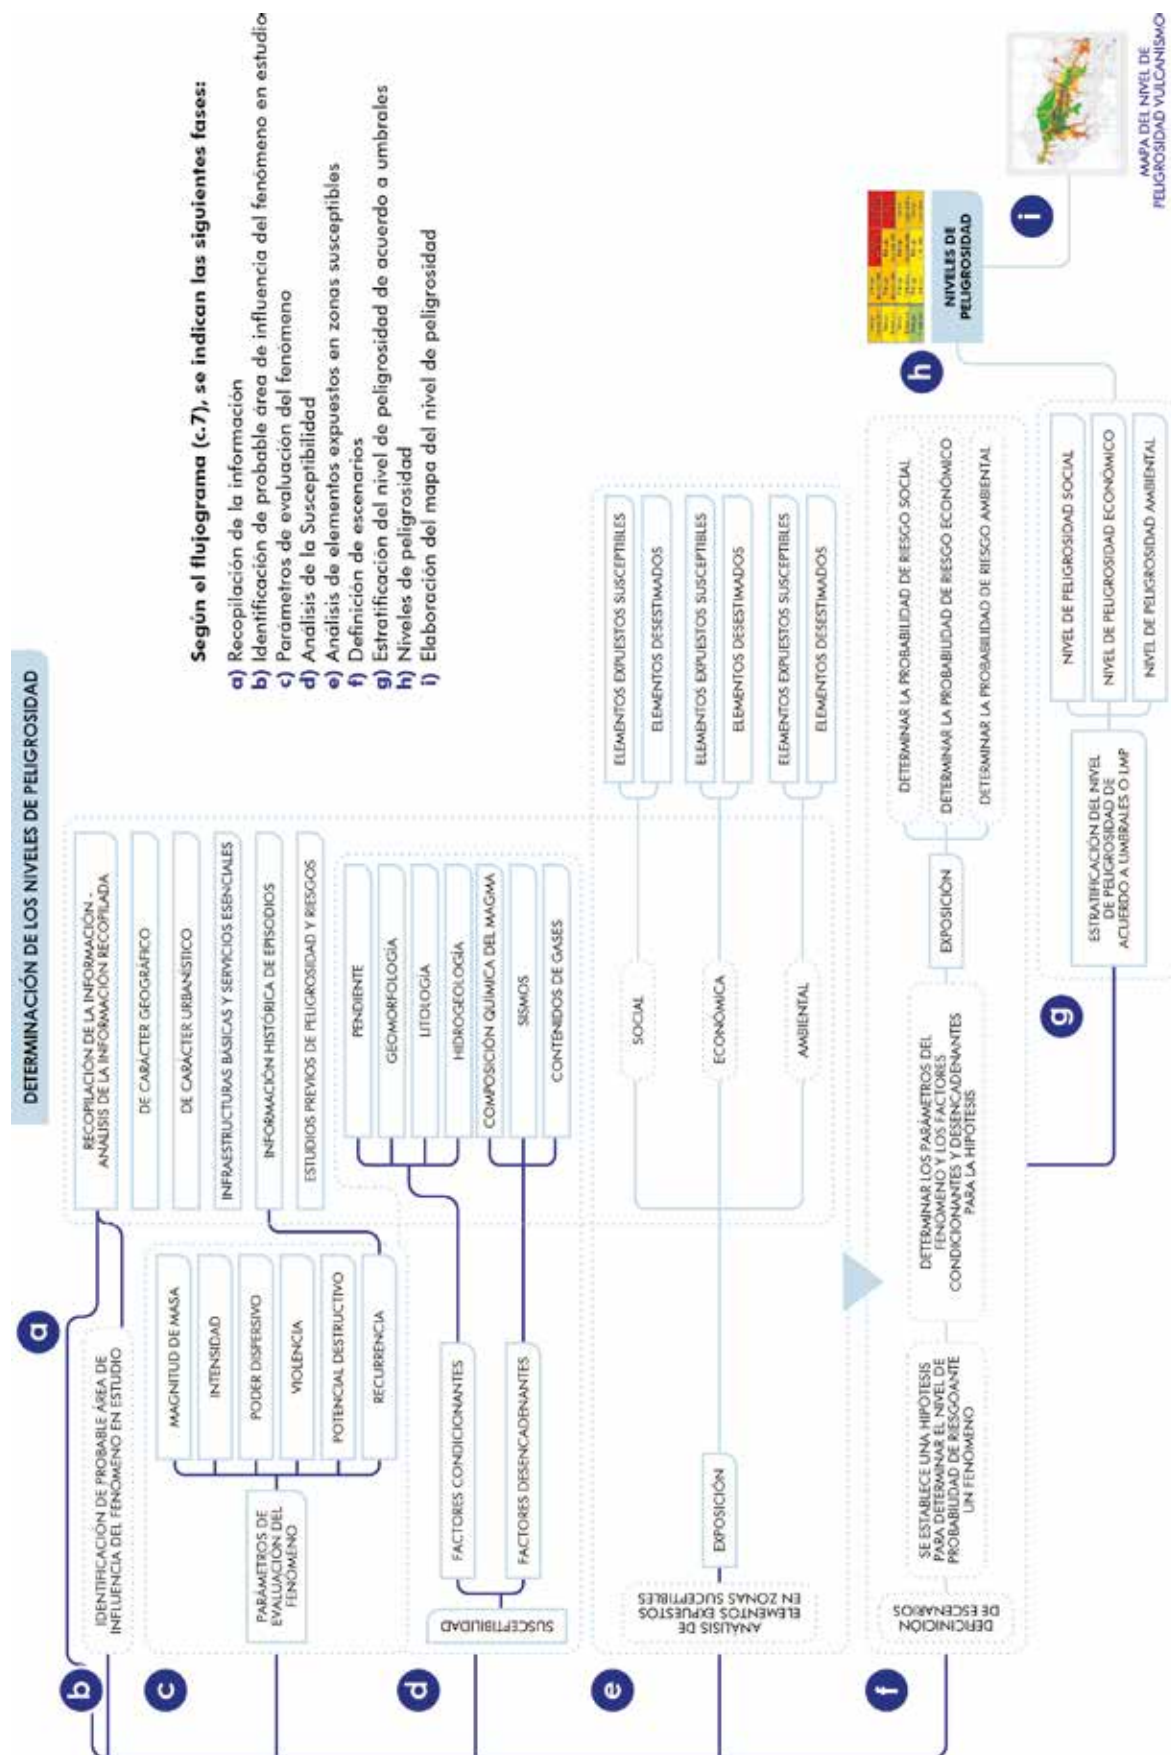 DETERMINACIÓN DE LOS NIVELES DE PELIGROSIDAD
a
RECOPILACIÓN DE LA INFORMACIÓN -
ANÁLISIS DE LA INFORMACIÓN RECOPILADA
DE CARÁCTER GEOGRÁFICO
DE CARÁCTER URBANÍSTICO
INFRAESTRUCTURAS BÁSICAS Y SERVICIOS ESENCIALES
INFORMACIÓN HISTÓRICA DE EPISODIOS
ESTUDIOS PREVIOS DE PELIGROSIDAD Y RIESGOS
Según el flujograma (c.7), se indican las siguientes fases:
a) Recopilación de la información
b) Identificación de probable área de influencia del fenómeno en estudio
c) Parámetros de evaluación del fenómeno
d) Análisis de la Susceptibilidad
e) Análisis de elementos expuestos en zonas susceptibles
f) Definición de escenarios
g) Estratificación del nivel de peligrosidad de acuerdo a umbrales
h) Niveles de peligrosidad
i) Elaboración del mapa del nivel de peligrosidad
b
IDENTIFICACIÓN DE PROBABLE ÁREA DE
INFLUENCIA DEL FENÓMENO EN ESTUDIO
c
PARÁMETROS DE
EVALUACIÓN DEL
FENÓMENO
MAGNITUD DE MASA
INTENSIDAD
PODER DISPERSIVO
VIOLENCIA
POTENCIAL DESTRUCTIVO
RECURRENCIA
d
SUSCEPTIBILIDAD
FACTORES CONDICIONANTES
FACTORES DESENCADENANTES
PENDIENTE
GEOMORFOLOGÍA
LITOLOGÍA
HIDROGEOLOGÍA
COMPOSICIÓN QUÍMICA DEL MAGMA
SISMOS
CONTENIDOS DE GASES
e
ANÁLISIS DE
ELEMENTOS EXPUESTOS
EN ZONAS SUCEPTIBLES
EXPOSICIÓN
SOCIAL
ECONÓMICA
AMBIENTAL
ELEMENTOS EXPUESTOS SUSCEPTIBLES
ELEMENTOS DESESTIMADOS
ELEMENTOS EXPUESTOS SUSCEPTIBLES
ELEMENTOS DESESTIMADOS
ELEMENTOS EXPUESTOS SUSCEPTIBLES
ELEMENTOS DESESTIMADOS
f
DEFICINICIÓN
DE ESCENARIOS
SE ESTABLECE UNA HIPÓTESIS
PARA DETERMINAR EL NIVEL DE
PROBABILIDAD DE RIESGOANTE
UN FENÓMENO
DETERMINAR LOS PARÁMETROS DEL
FENÓMENO Y LOS FACTORES
CONDICIONANTES Y DESENCADENANTES
PARA LA HIPÓTESIS
EXPOSICIÓN
DETERMINAR LA PROBABILIDAD DE RIESGO SOCIAL
DETERMINAR LA PROBABILIDAD DE RIESGO ECONÓMICO
DETERMINAR LA PROBABILIDAD DE RIESGO AMBIENTAL
g
ESTRATIFICACIÓN DEL NIVEL
DE PELIGROSIDAD DE
ACUERDO A UMBRALES O LMP
NIVEL DE PELIGROSIDAD SOCIAL
NIVEL DE PELIGROSIDAD ECONÓMICO
NIVEL DE PELIGROSIDAD AMBIENTAL
h
NIVELES DE
PELIGROSIDAD
i
MAPA DEL NIVEL DE
PELIGROSIDAD VULCANISMO